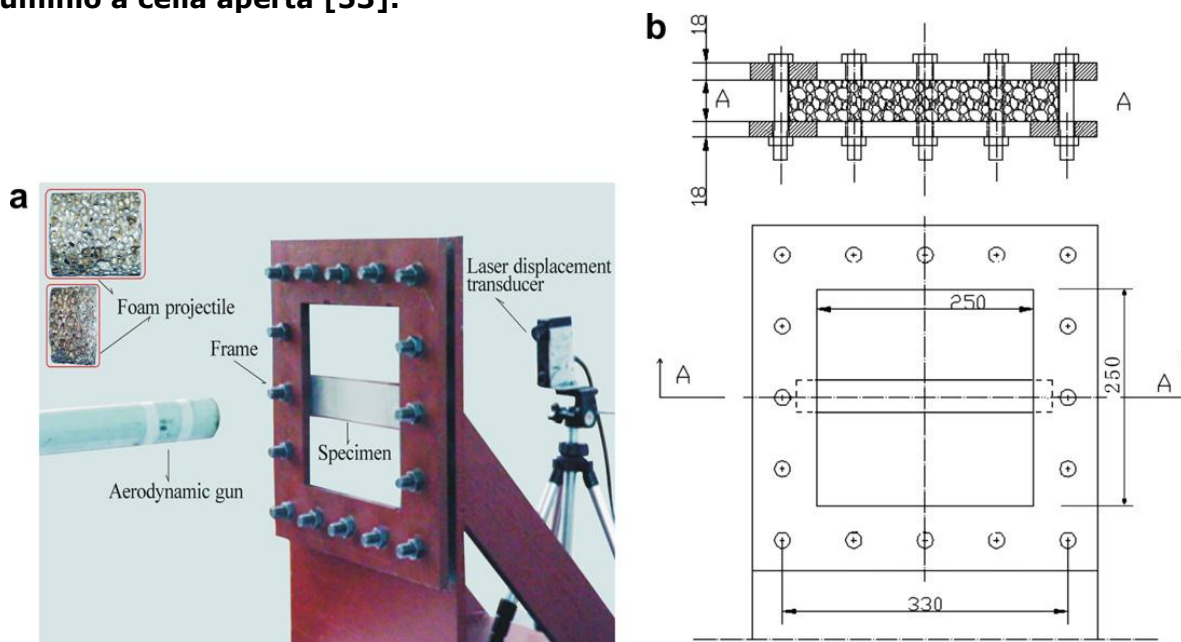 uminio a cella aperta [33].
a
Foam projectile
Frame
Specimen
Aerodynamic gun
Laser displacement
transducer
b
18
A
A
18
250
250
A
A
330